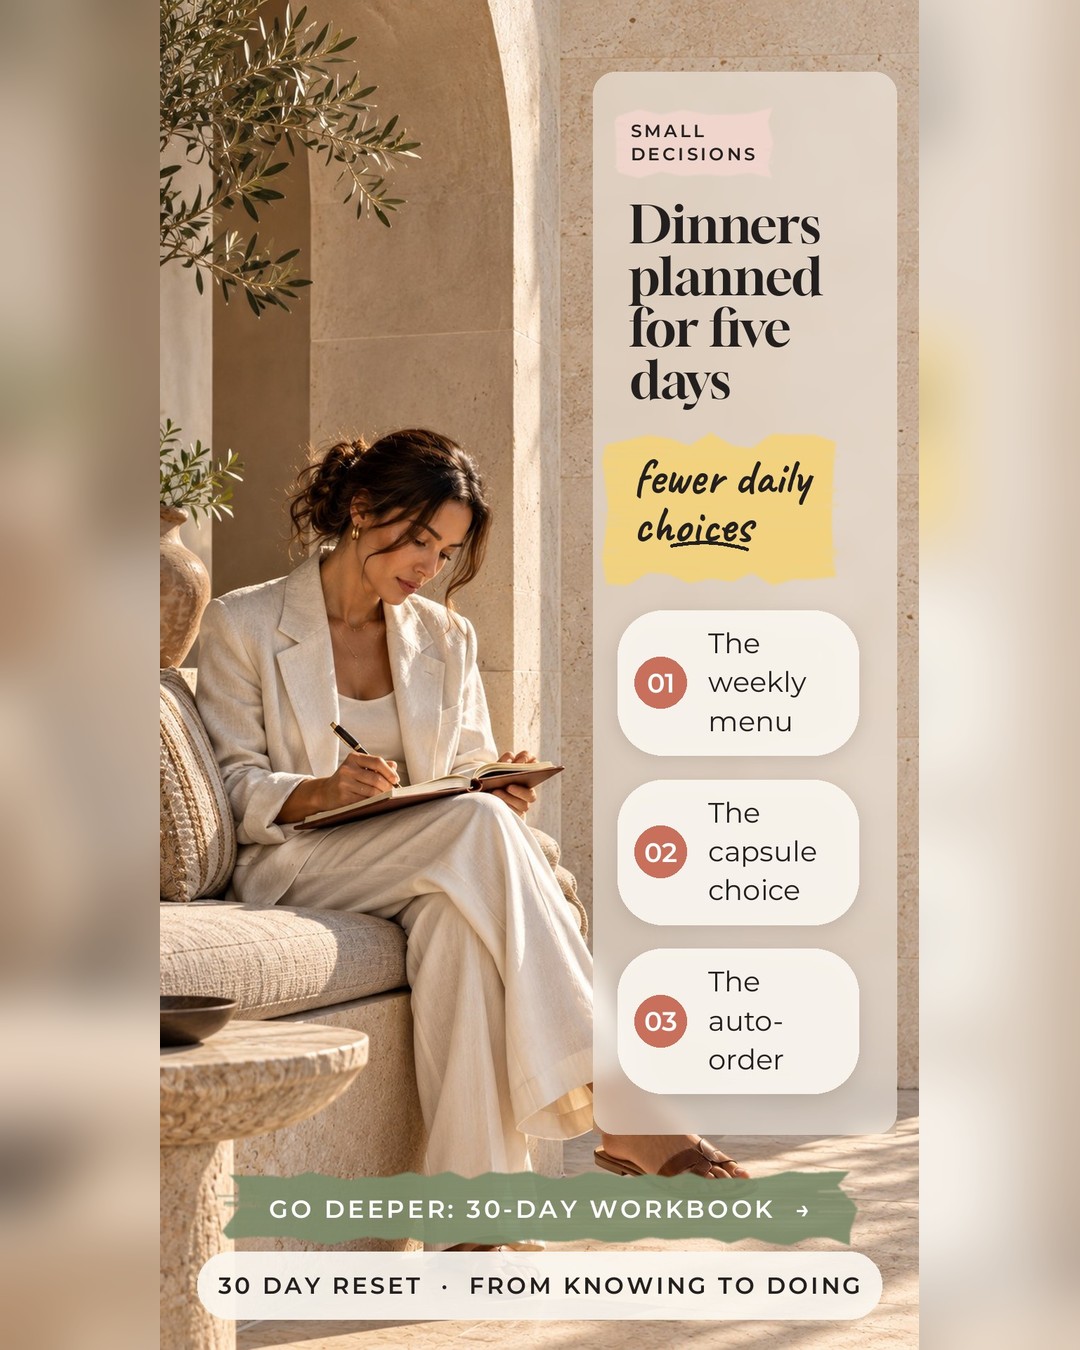 SMALL
DECISIONS
Dinners
planned
for five
days
fewer daily
choices
01
The
weekly
menu
02
The
capsule
choice
03
The
auto-
order
GO DEEPER: 30-DAY WORKBOOK →
30 DAY RESET · FROM KNOWING TO DOING